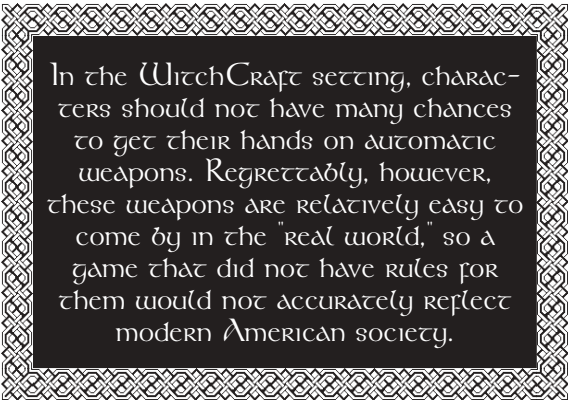 In the WitchCraft setting, charac-
ters should not have many chances
to get their hands on automatic
weapons. Regrettably, however,
these weapons are relatively easy to
come by in the "real world," so a
game that did not have rules for
them would not accurately reflect
modern American society.